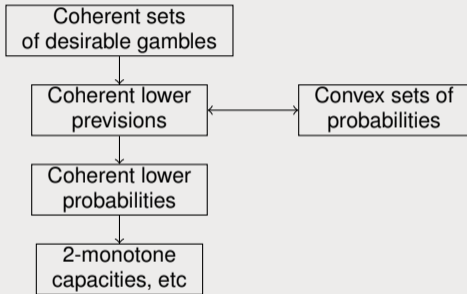 Coherent sets
of desirable gambles
Coherent lower
previsions
Convex sets of
probabilities
Coherent lower
probabilities
2-monotone
capacities, etc